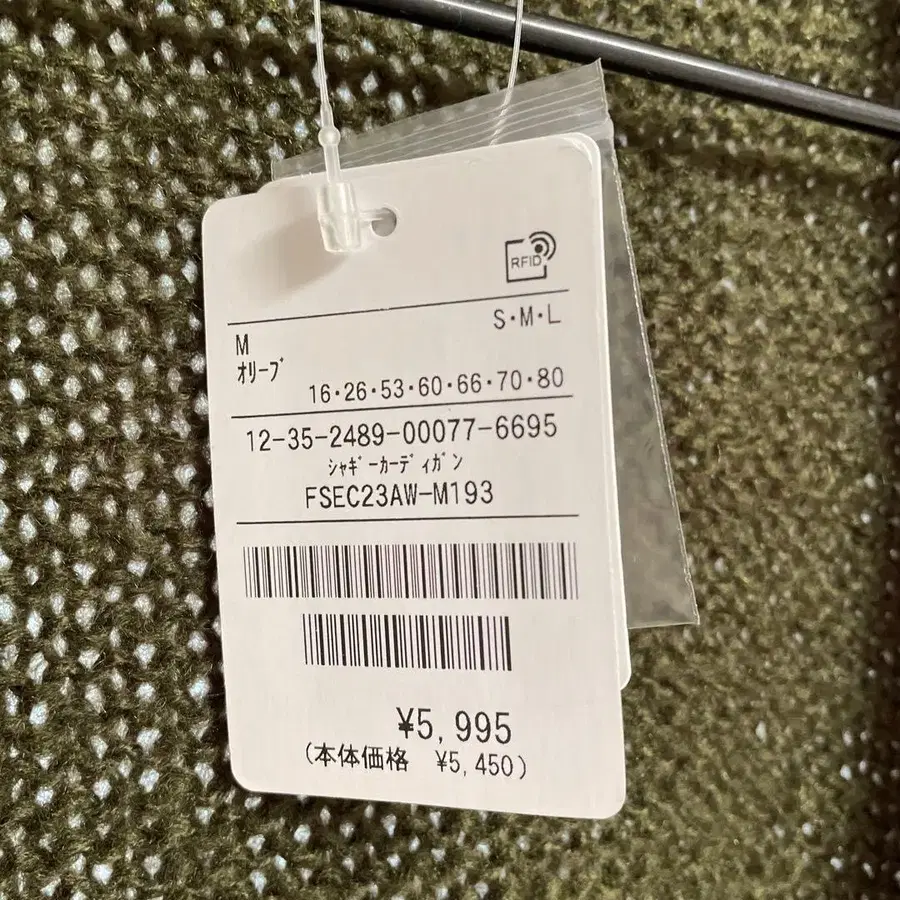 RFID
S・M・L
M
ｵﾘｰﾌﾞ
16・26・53・60・66・70・80
12-35-2489-00077-6695
ｼｬｷﾞｰｶｰﾃﾞｨｶﾞﾝ
FSEC23AW-M193
¥5,995
(本体価格 ¥5,450)